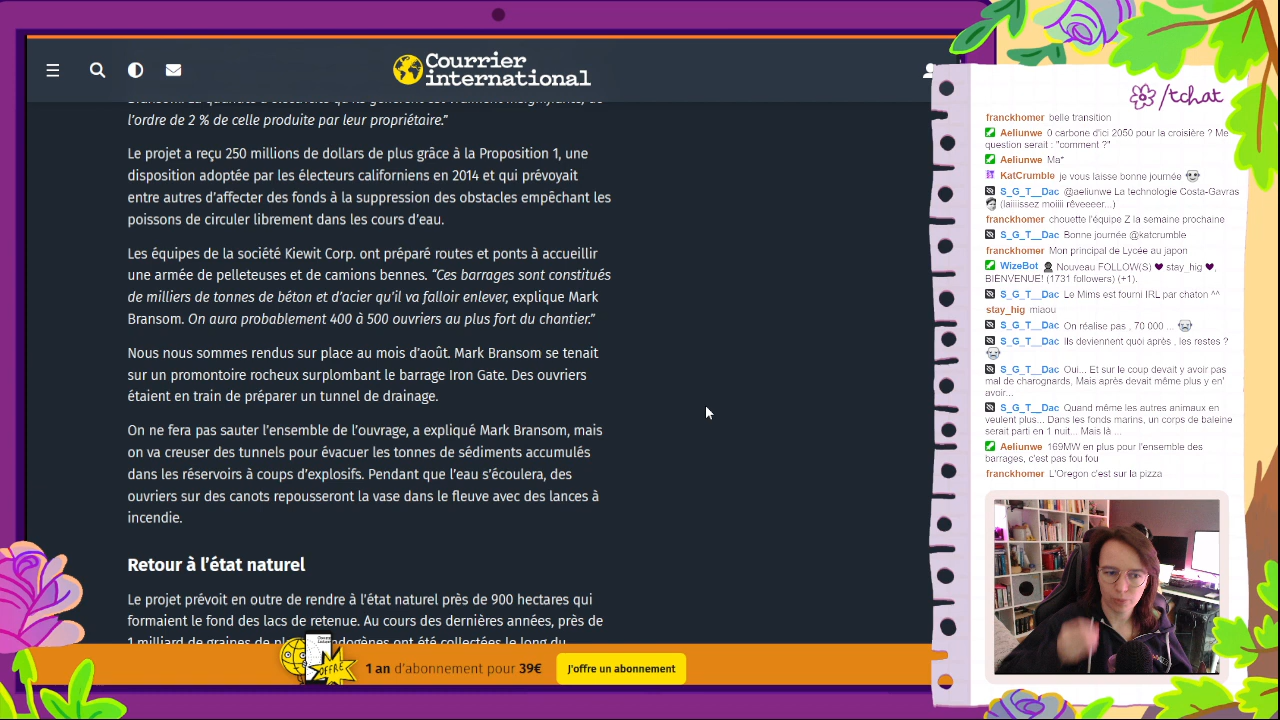 Courrier
international
l'ordre de 2 % de celle produite par leur propriétaire."
Le projet a reçu 250 millions de dollars de plus grâce à la Proposition 1, une
disposition adoptée par les électeurs californiens en 2014 et qui prévoyait
entre autres d'affecter des fonds à la suppression des obstacles empêchant les
poissons de circuler librement dans les cours d'eau.
Les équipes de la société Kiewit Corp. ont préparé routes et ponts à accueillir
une armée de pelleteuses et de camions bennes. "Ces barrages sont constitués
de milliers de tonnes de béton et d'acier qu'il va falloir enlever, explique Mark
Bransom. On aura probablement 400 à 500 ouvriers au plus fort du chantier."
Nous nous sommes rendus sur place au mois d'août. Mark Bransom se tenait
sur un promontoire rocheux surplombant le barrage Iron Gate. Des ouvriers
étaient en train de préparer un tunnel de drainage.
On ne fera pas sauter l'ensemble de l'ouvrage, a expliqué Mark Bransom, mais
on va creuser des tunnels pour évacuer les tonnes de sédiments accumulés
dans les réservoirs à coups d'explosifs. Pendant que l'eau s'écoulera, des
ouvriers sur des canots repousseront la vase dans le fleuve avec des lances à
incendie.
Retour à l'état naturel
Le projet prévoit en outre de rendre à l'état naturel près de 900 hectares qui
formaient le fond des lacs de retenue. Au cours des dernières années, près de
OFFRE
1 an d'abonnement pour 39€
J'offre un abonnement
/tchat
franckhomer belle transition
Aeliunwe 0 carbone d'ici 2050 pour la croisière ? Me
question serait : "comment ?"
Aeliunwe Ma*
KatCrumble je vous laisse bonne journée
S_G_T__Dac @aeliunwe La technologie Costa-Gavras
(laiiiissez moiiii rêveeeer...)
franckhomer chouette l'équipe Z la semaine prochaine
S_G_T__Dac Bonne journée @katcrumble
franckhomer Mon principal de Lycée au japon
WizeBot Nouveau FOLLOW(S) ♥ stay_hig ♥,
BIENVENUE! (1731 followers) (+1).
S_G_T__Dac Le Mims est fourni IRL par chaton ^^
stay_hig miaou
S_G_T__Dac On réalise pas , 70 000 ...
S_G_T__Dac Ils deviennent quoi après , les restes ?
S_G_T__Dac Oui... Et sur le coup devait y avoir pas
mal de charognards, Mais après devait même plus y en'
avoir...
S_G_T__Dac Quand même les autres animaux en
veulent plus... Dans les fonds marins, un corps de baleine
serait parti en 1 nuit... Mais là ...
Aeliunwe 169MW en plus pour l'ensemble des
barrages, c'est pas fou fou
franckhomer L'Oregon c'est sur la pizza